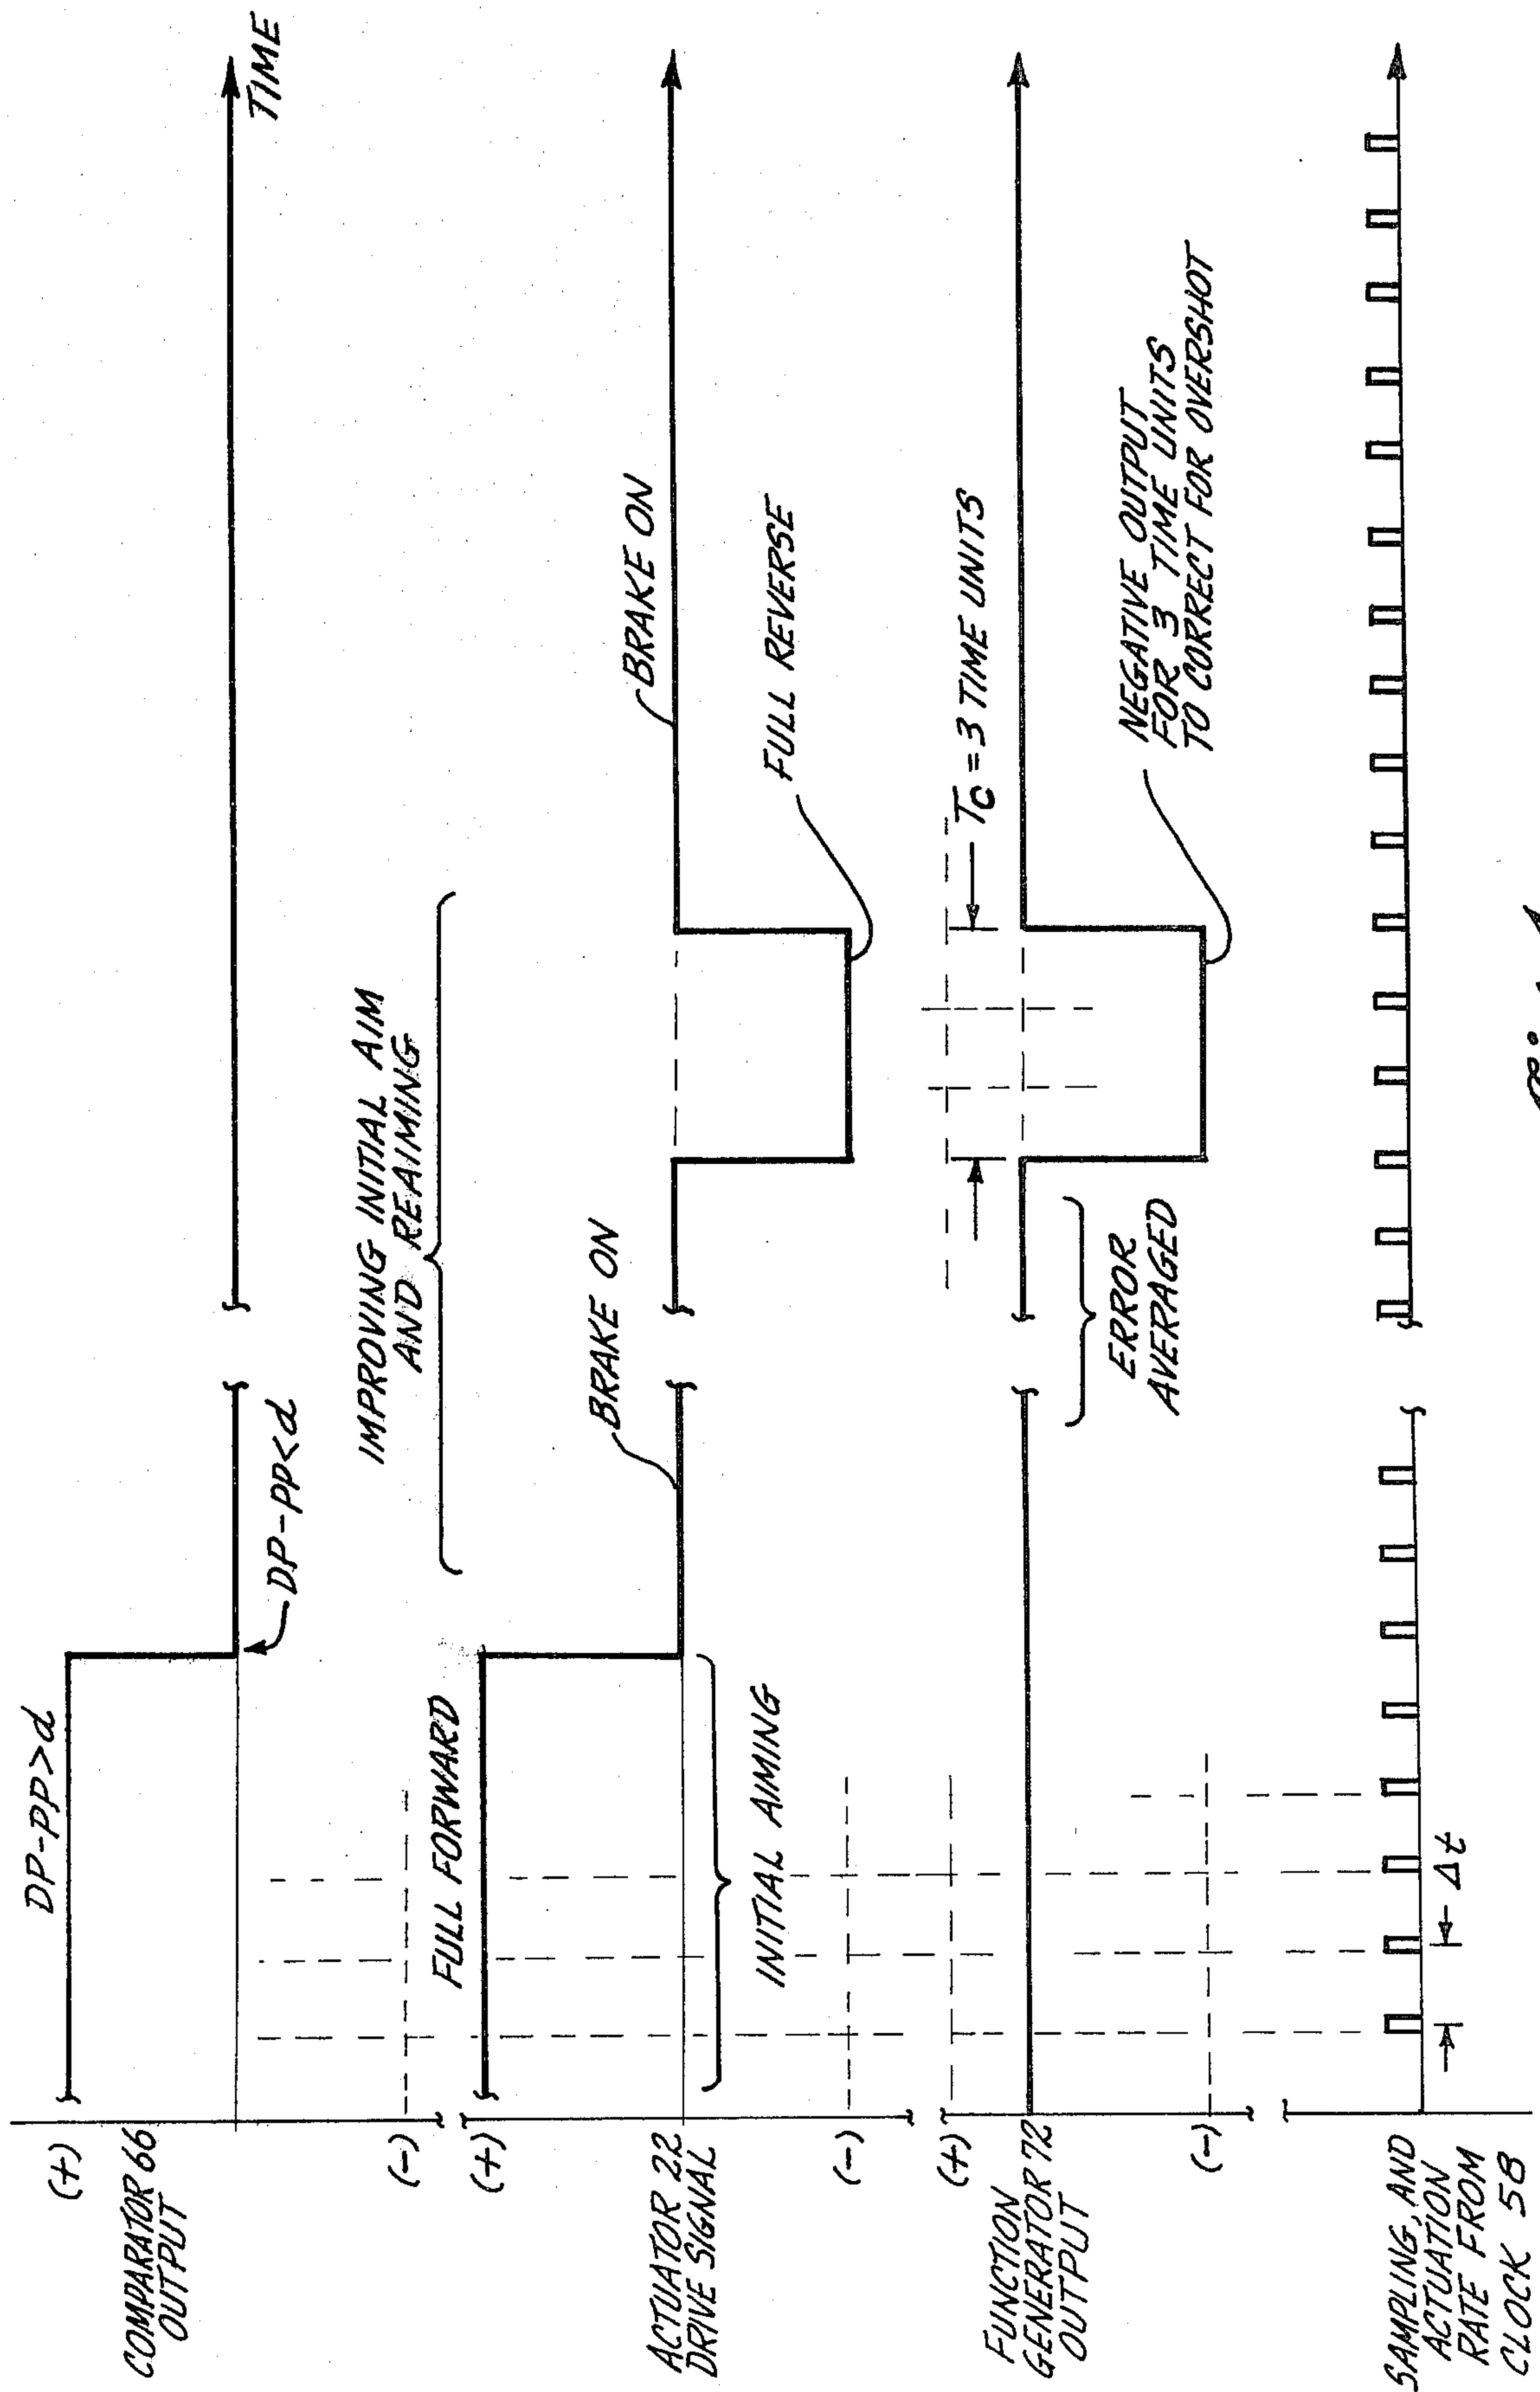 (+)
DP-PP>d
COMPARATOR 66
OUTPUT
TIME
DP-PP<d
(-)
IMPROVING INITIAL AIM
AND REAIMING
(+)
FULL FORWARD
BRAKE ON
BRAKE ON
ACTUATOR 22
DRIVE SIGNAL
INITIAL AIMING
FULL REVERSE
(-)
(+)
Tc = 3 TIME UNITS
FUNCTION
GENERATOR 72
OUTPUT
ERROR
AVERAGED
NEGATIVE OUTPUT
FOR 3 TIME UNITS
TO CORRECT FOR OVERSHOT
(-)
SAMPLING, AND
ACTUATION
RATE FROM
CLOCK 58
Δt